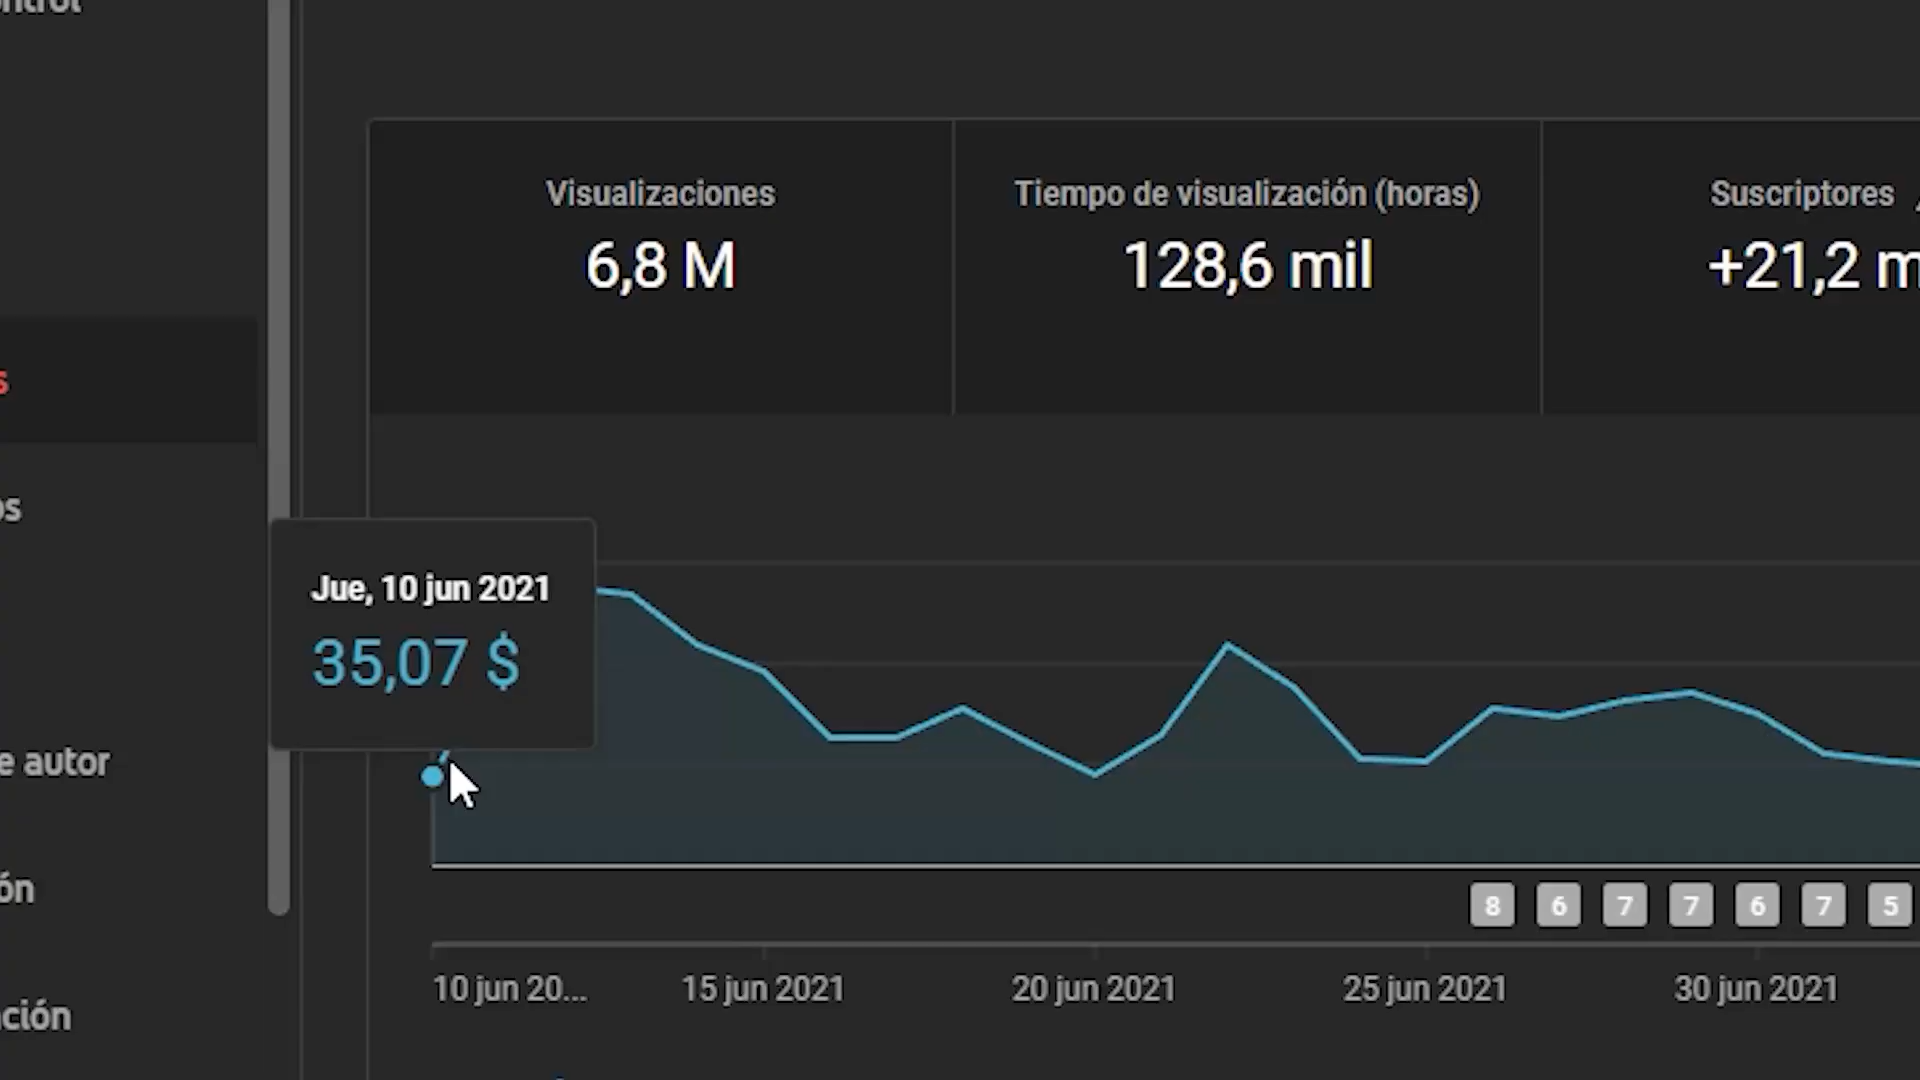 Visualizaciones
6,8 M
Tiempo de visualización (horas)
128,6 mil
Suscriptores
+21,2 m
s
os
e autor
ón
ción
Jue, 10 jun 2021
35,07 $
8 6 7 7 6 7 5
10 jun 20... 15 jun 2021 20 jun 2021 25 jun 2021 30 jun 2021